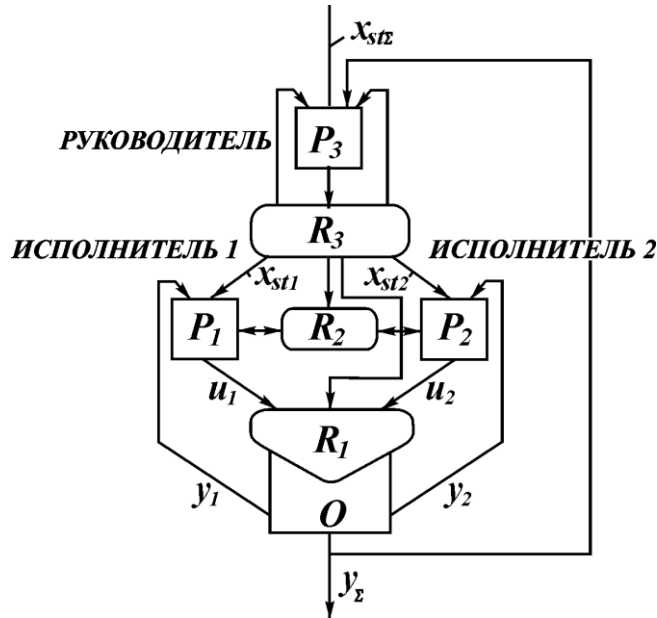 x_stΣ
РУКОВОДИТЕЛЬ
P_3
R_3
ИСПОЛНИТЕЛЬ 1
ИСПОЛНИТЕЛЬ 2
x_st1
x_st2
P_1
R_2
P_2
u_1
u_2
R_1
y_1
y_2
O
y_Σ